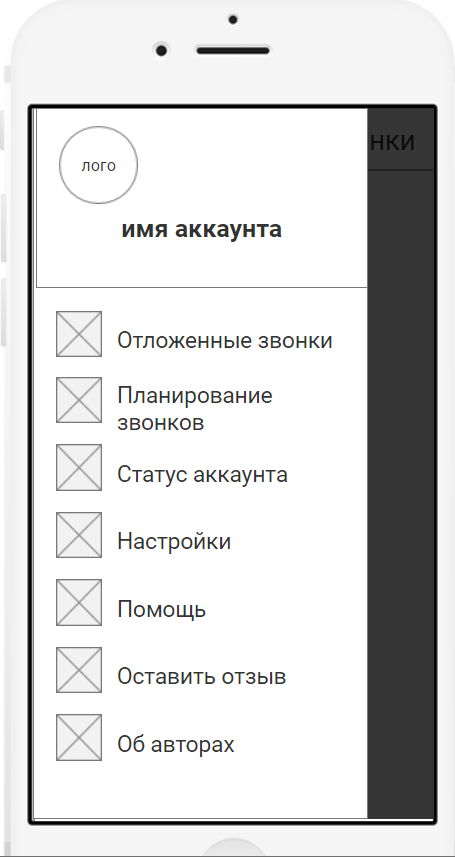 нки
лого
имя аккаунта
Отложенные звонки
Планирование
звонков
Статус аккаунта
Настройки
Помощь
Оставить отзыв
Об авторах